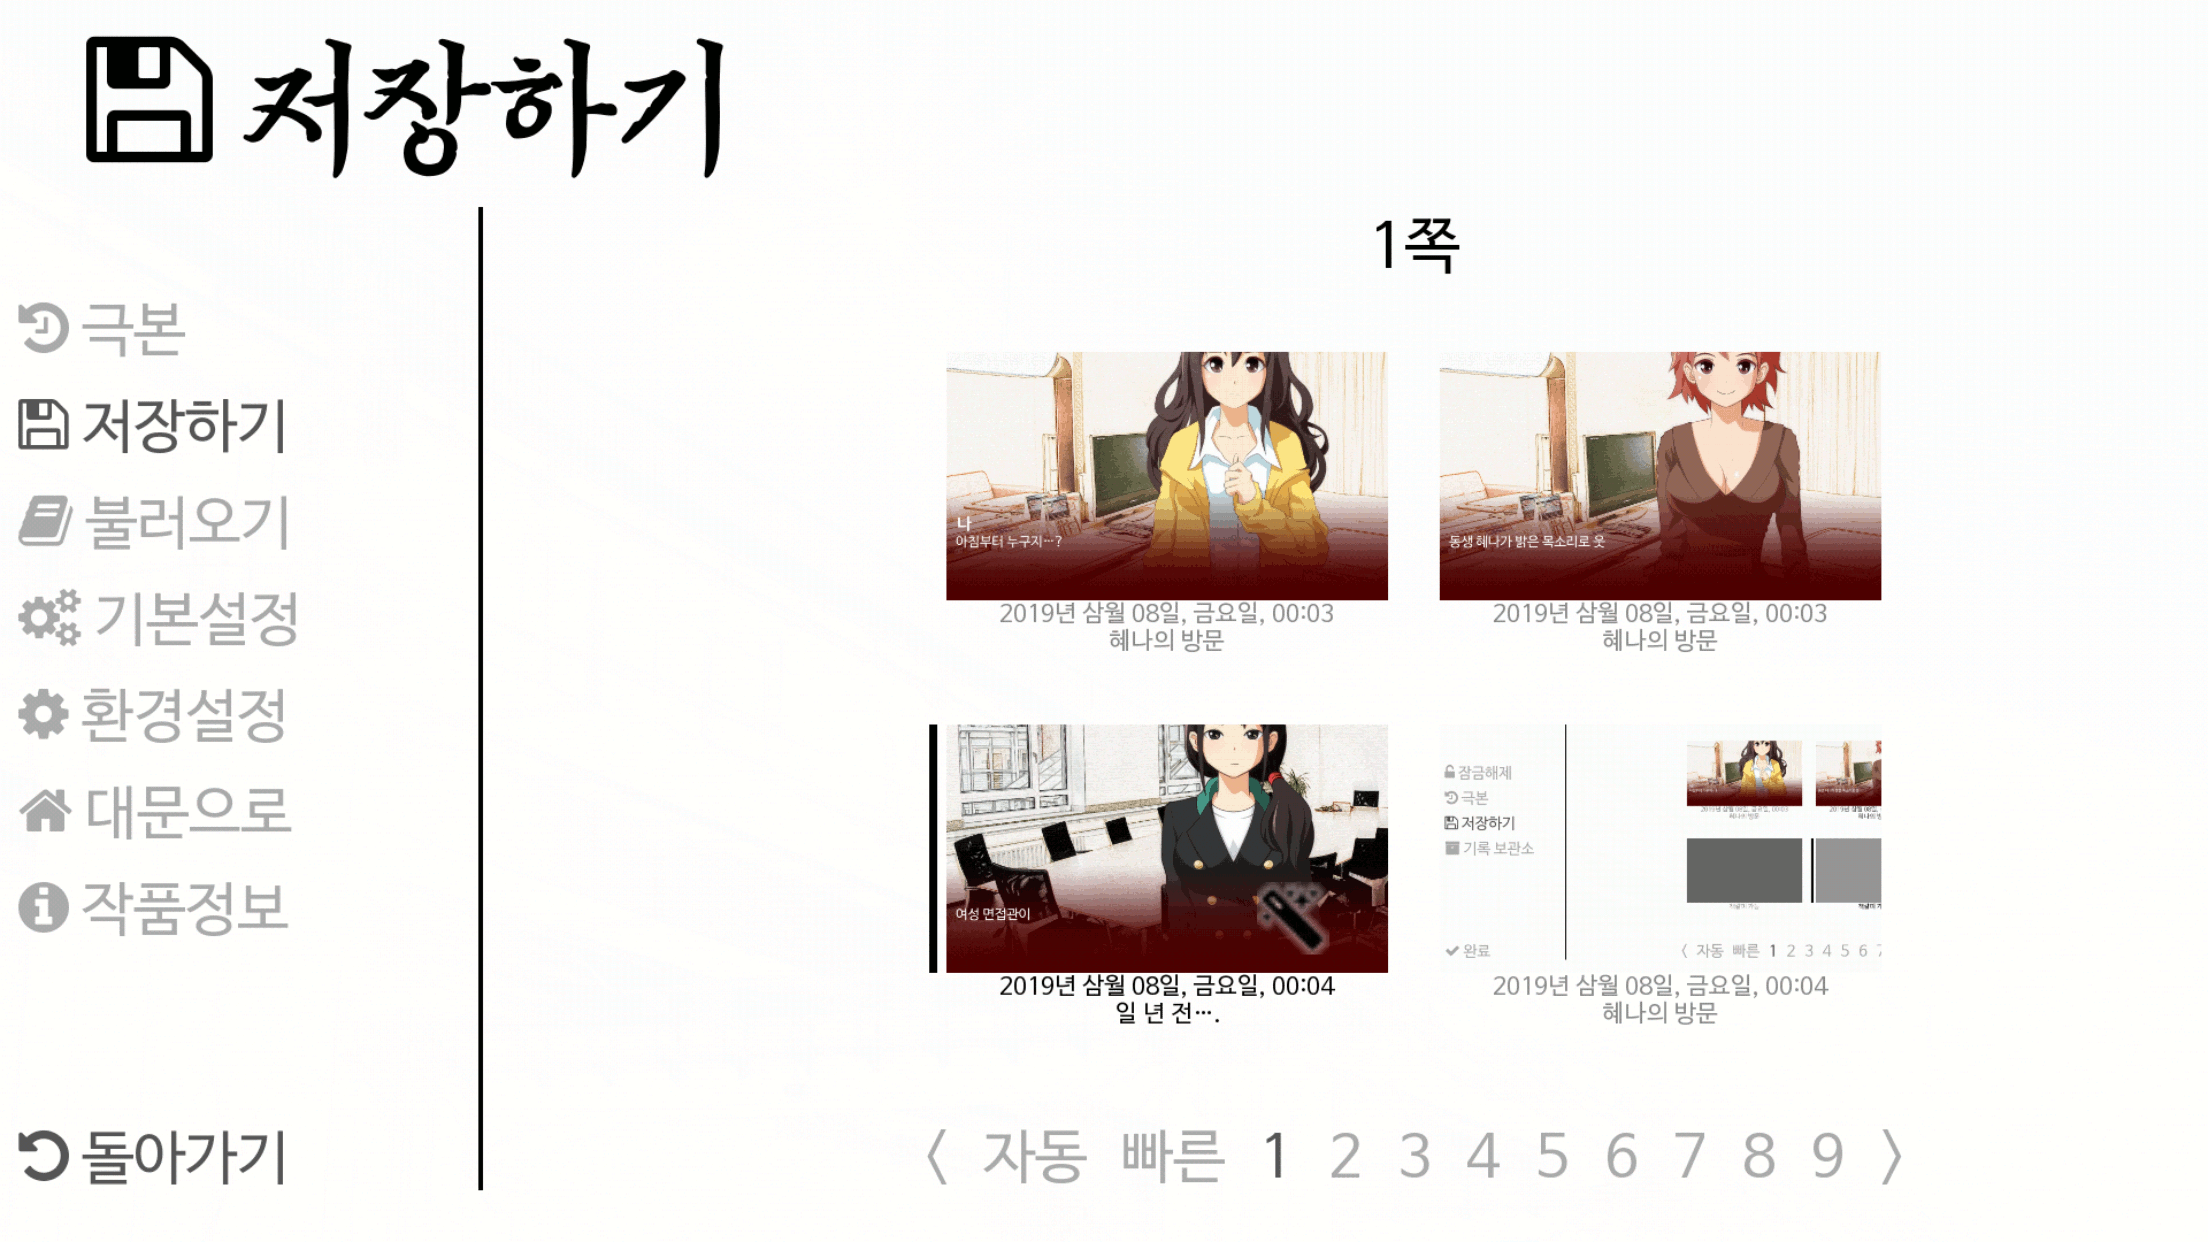 저장하기
1쪽
극본
저장하기
불러오기
기본설정
환경설정
대문으로
작품정보
돌아가기
나
아침부터 누구지…?
2019년 삼월 08일, 금요일, 00:03
혜나의 방문
동생 혜나가 밝은 목소리로 웃
2019년 삼월 08일, 금요일, 00:03
혜나의 방문
여성 면접관이
2019년 삼월 08일, 금요일, 00:04
일 년 전….
잠금해제
극본
저장하기
기록 보관소
완료
〈 자동 빠른 1 2 3 4 5 6
2019년 삼월 08일, 금요일, 00:04
혜나의 방문
〈 자동 빠른 1 2 3 4 5 6 7 8 9 〉